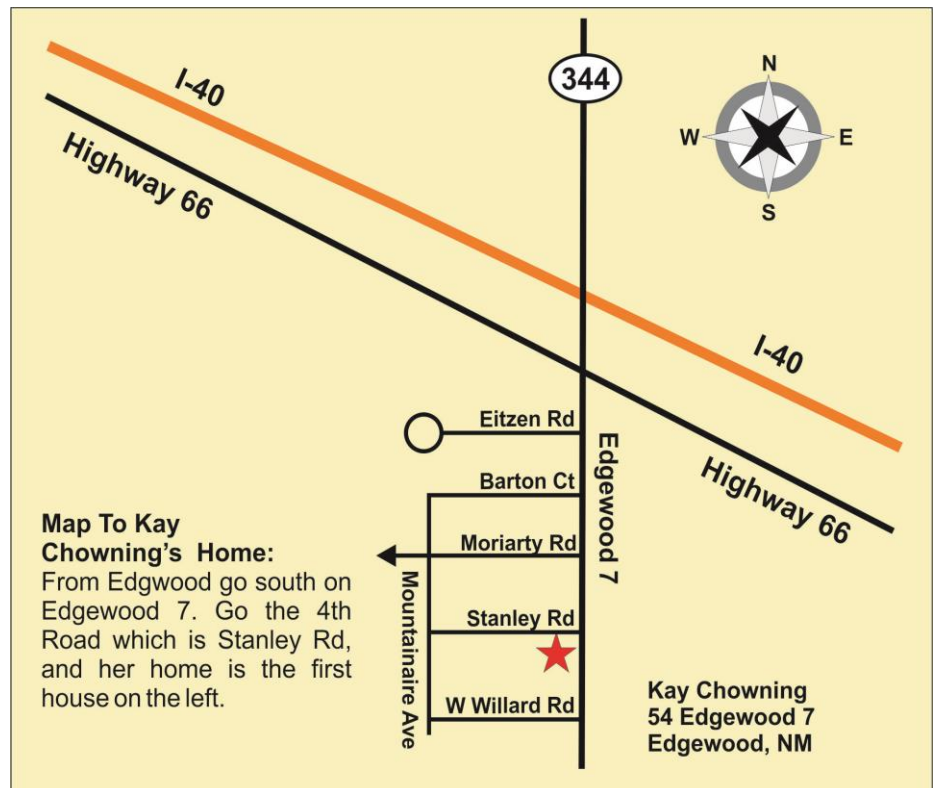 344
N
W
E
S
I-40
Highway 66
I-40
Highway 66
Eitzen Rd
Barton Ct
Edgewood 7
Moriarty Rd
Mountainaire Ave
Stanley Rd
W Willard Rd
Map To Kay
Chowning's Home:
From Edgwood go south on
Edgewood 7. Go the 4th
Road which is Stanley Rd,
and her home is the first
house on the left.
Kay Chowning
54 Edgewood 7
Edgewood, NM